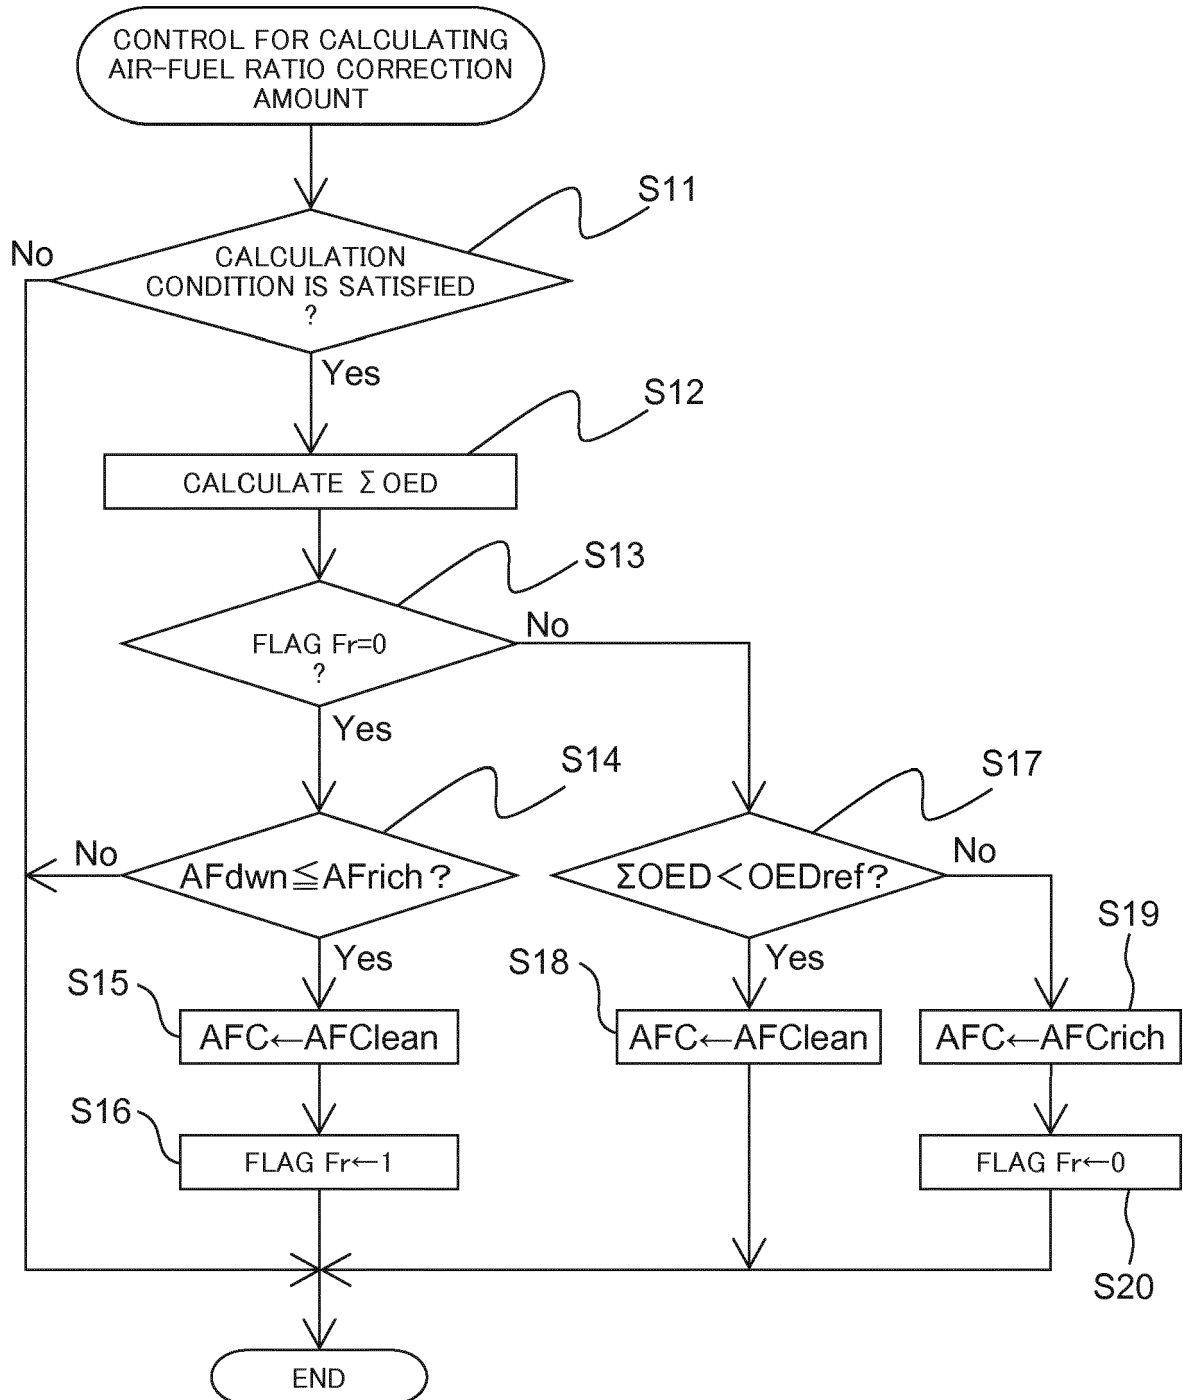 CONTROL FOR CALCULATING
AIR-FUEL RATIO CORRECTION
AMOUNT
S11
No
CALCULATION
CONDITION IS SATISFIED
?
Yes
S12
CALCULATE ΣOED
S13
FLAG Fr=0
?
No
Yes
S14
S17
No
AFdwn≦AFrich?
ΣOED<OEDref?
No
Yes
S15
AFC←AFClean
S18
Yes
AFC←AFClean
S19
AFC←AFCrich
S16
FLAG Fr←1
FLAG Fr←0
S20
END